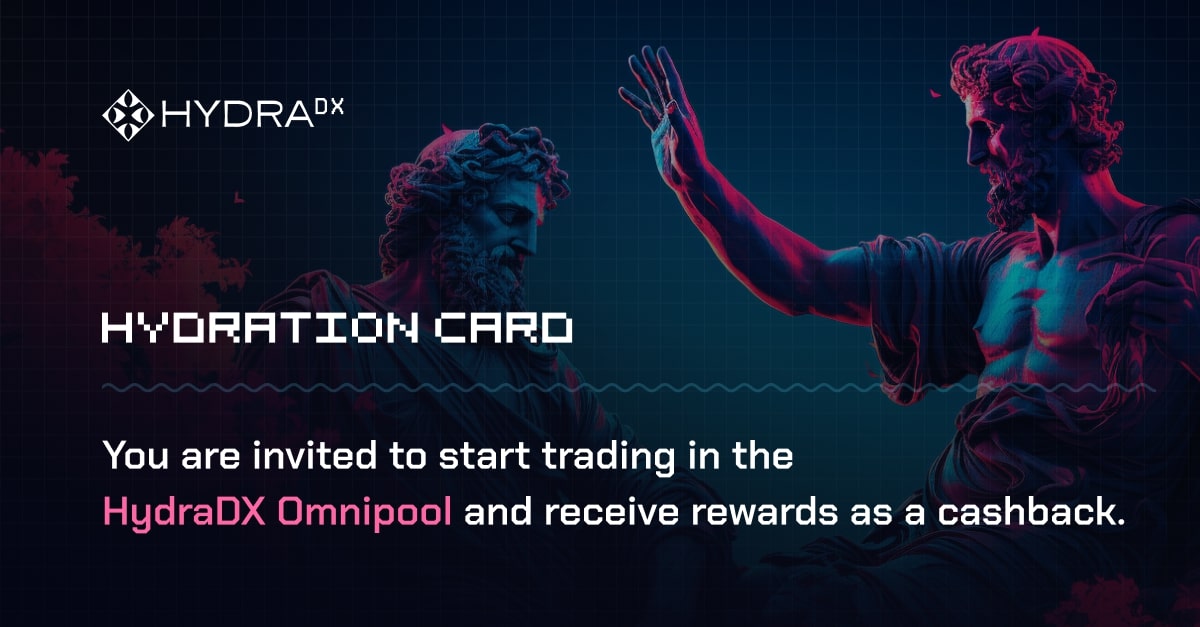 HYDRADX
HYDRATION CARD
You are invited to start trading in the
HydraDX Omnipool and receive rewards as a cashback.